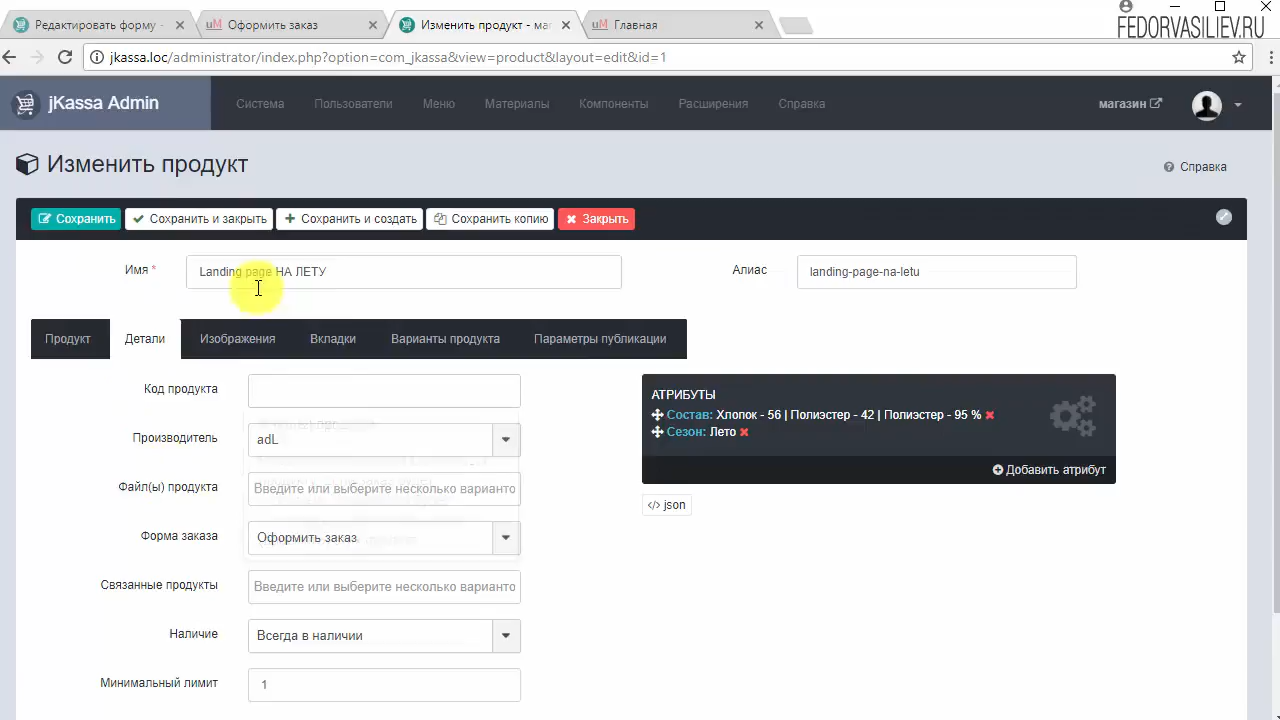 Редактировать форму -
Оформить заказ
Изменить продукт - маг
Главная
FEDORVASILIEV.RU
jkassa.loc/administrator/index.php?option=com_jkassa&view=product&layout=edit&id=1
jKassa Admin
Система
Пользователи
Меню
Материалы
Компоненты
Расширения
Справка
магазин
Изменить продукт
Справка
Сохранить
Сохранить и закрыть
Сохранить и создать
Сохранить копию
Закрыть
Имя *
Landing page НА ЛЕТУ
Алиас
landing-page-na-letu
Продукт
Детали
Изображения
Вкладки
Варианты продукта
Параметры публикации
Код продукта
Производитель
adL
Файл(ы) продукта
Введите или выберите несколько варианто
Форма заказа
Оформить заказ
Связанные продукты
Введите или выберите несколько варианто
Наличие
Всегда в наличии
Минимальный лимит
1
АТРИБУТЫ
Состав: Хлопок - 56 | Полиэстер - 42 | Полиэстер - 95 %
Сезон: Лето
Добавить атрибут
</> json